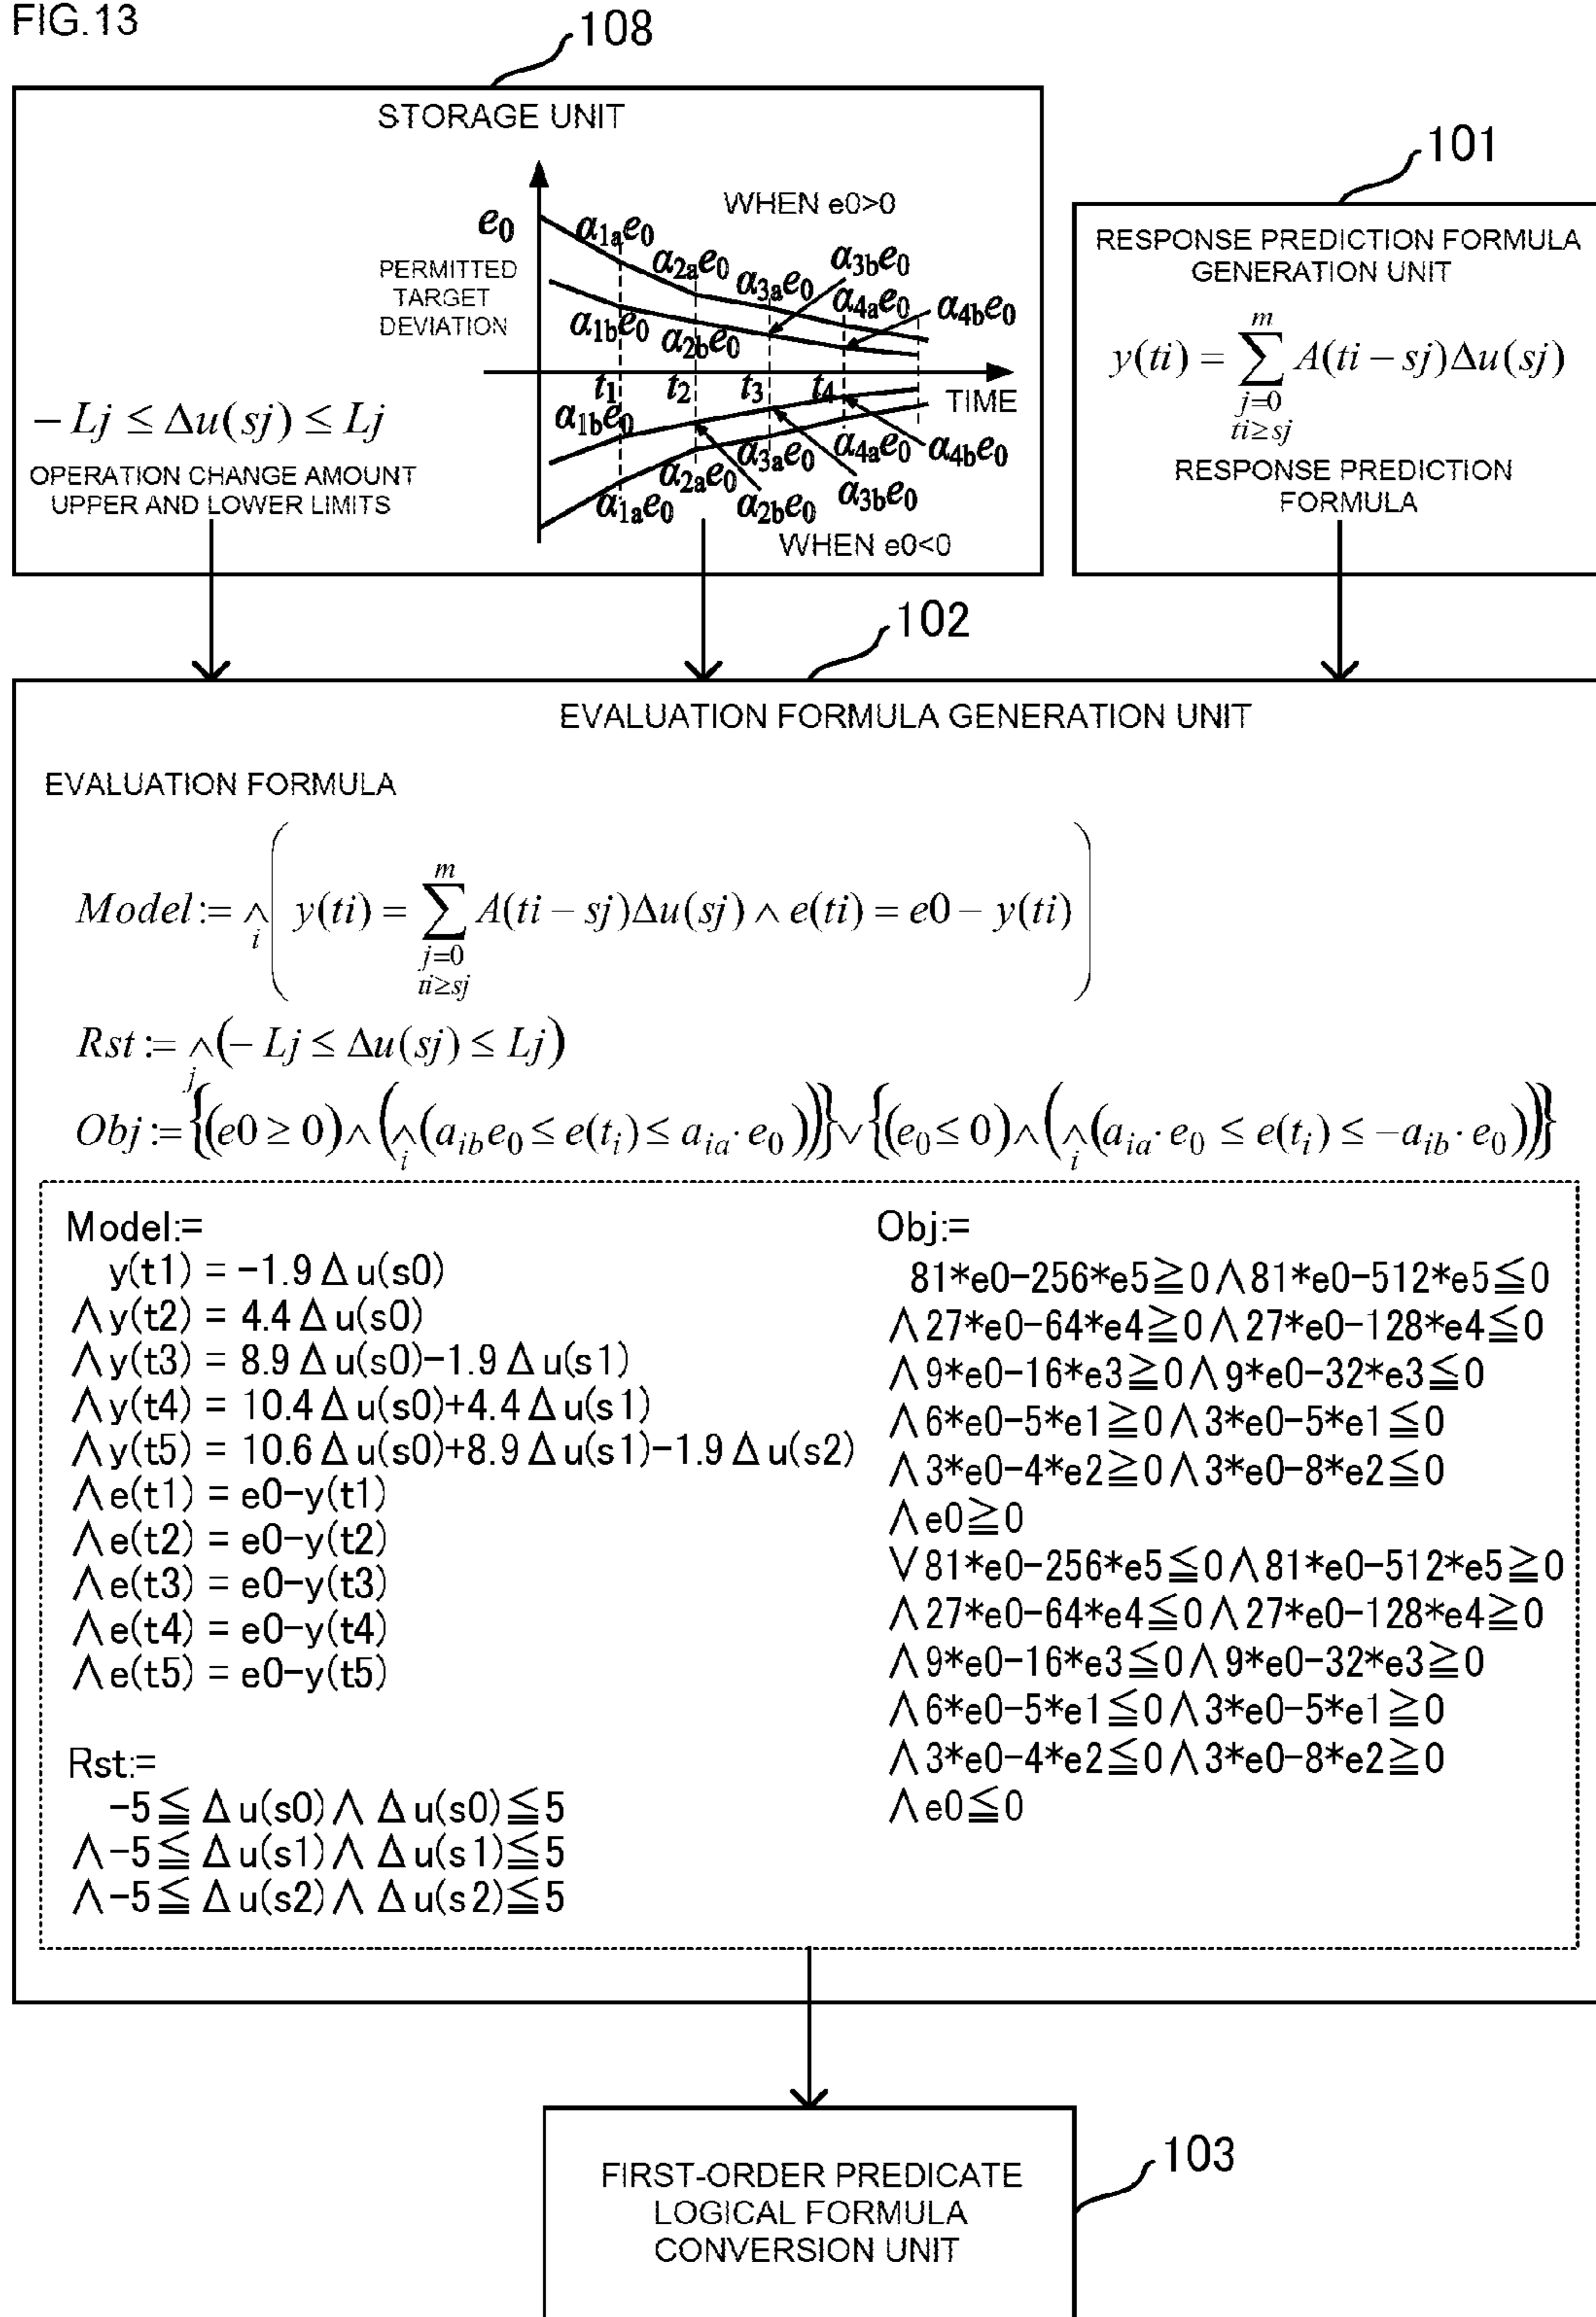 FIG.13
108
STORAGE UNIT
e₀
PERMITTED
TARGET
DEVIATION
WHEN e0>0
α₁ₐe₀
α₂ₐe₀
α₃ₐe₀
α₃be₀
α₄ₐe₀
α₄be₀
α₁be₀
α₂be₀
t₁
t₂
t₃
t₄
TIME
α₁be₀
α₂ₐe₀
α₃ₐe₀
α₄ₐe₀
α₄be₀
α₁ₐe₀
α₂be₀
α₃be₀
WHEN e0<0
−Lj ≤ Δu(sj) ≤ Lj
OPERATION CHANGE AMOUNT
UPPER AND LOWER LIMITS
101
RESPONSE PREDICTION FORMULA
GENERATION UNIT
m
y(ti) = ∑ A(ti − sj)Δu(sj)
j=0
ti≥sj
RESPONSE PREDICTION
FORMULA
102
EVALUATION FORMULA GENERATION UNIT
EVALUATION FORMULA
m
Model := ∧ ( y(ti) = ∑ A(ti − sj)Δu(sj) ∧ e(ti) = e0 − y(ti) )
i
j=0
ti≥sj
Rst := ∧(− Lj ≤ Δu(sj) ≤ Lj)
j
Obj := {(e0 ≥ 0) ∧ (∧(a_ib e₀ ≤ e(t_i) ≤ a_ia · e₀))} ∨ {(e₀ ≤ 0) ∧ (∧(a_ia · e₀ ≤ e(t_i) ≤ −a_ib · e₀))}
i
i
Model:=
y(t1) = −1.9Δu(s0)
∧y(t2) = 4.4Δu(s0)
∧y(t3) = 8.9Δu(s0)−1.9Δu(s1)
∧y(t4) = 10.4Δu(s0)+4.4Δu(s1)
∧y(t5) = 10.6Δu(s0)+8.9Δu(s1)−1.9Δu(s2)
∧e(t1) = e0−y(t1)
∧e(t2) = e0−y(t2)
∧e(t3) = e0−y(t3)
∧e(t4) = e0−y(t4)
∧e(t5) = e0−y(t5)
Rst:=
−5≦Δu(s0)∧Δu(s0)≦5
∧−5≦Δu(s1)∧Δu(s1)≦5
∧−5≦Δu(s2)∧Δu(s2)≦5
Obj:=
81*e0−256*e5≧0∧81*e0−512*e5≦0
∧27*e0−64*e4≧0∧27*e0−128*e4≦0
∧9*e0−16*e3≧0∧9*e0−32*e3≦0
∧6*e0−5*e1≧0∧3*e0−5*e1≦0
∧3*e0−4*e2≧0∧3*e0−8*e2≦0
∧e0≧0
∨81*e0−256*e5≦0∧81*e0−512*e5≧0
∧27*e0−64*e4≦0∧27*e0−128*e4≧0
∧9*e0−16*e3≦0∧9*e0−32*e3≧0
∧6*e0−5*e1≦0∧3*e0−5*e1≧0
∧3*e0−4*e2≦0∧3*e0−8*e2≧0
∧e0≦0
FIRST-ORDER PREDICATE
LOGICAL FORMULA
CONVERSION UNIT
103